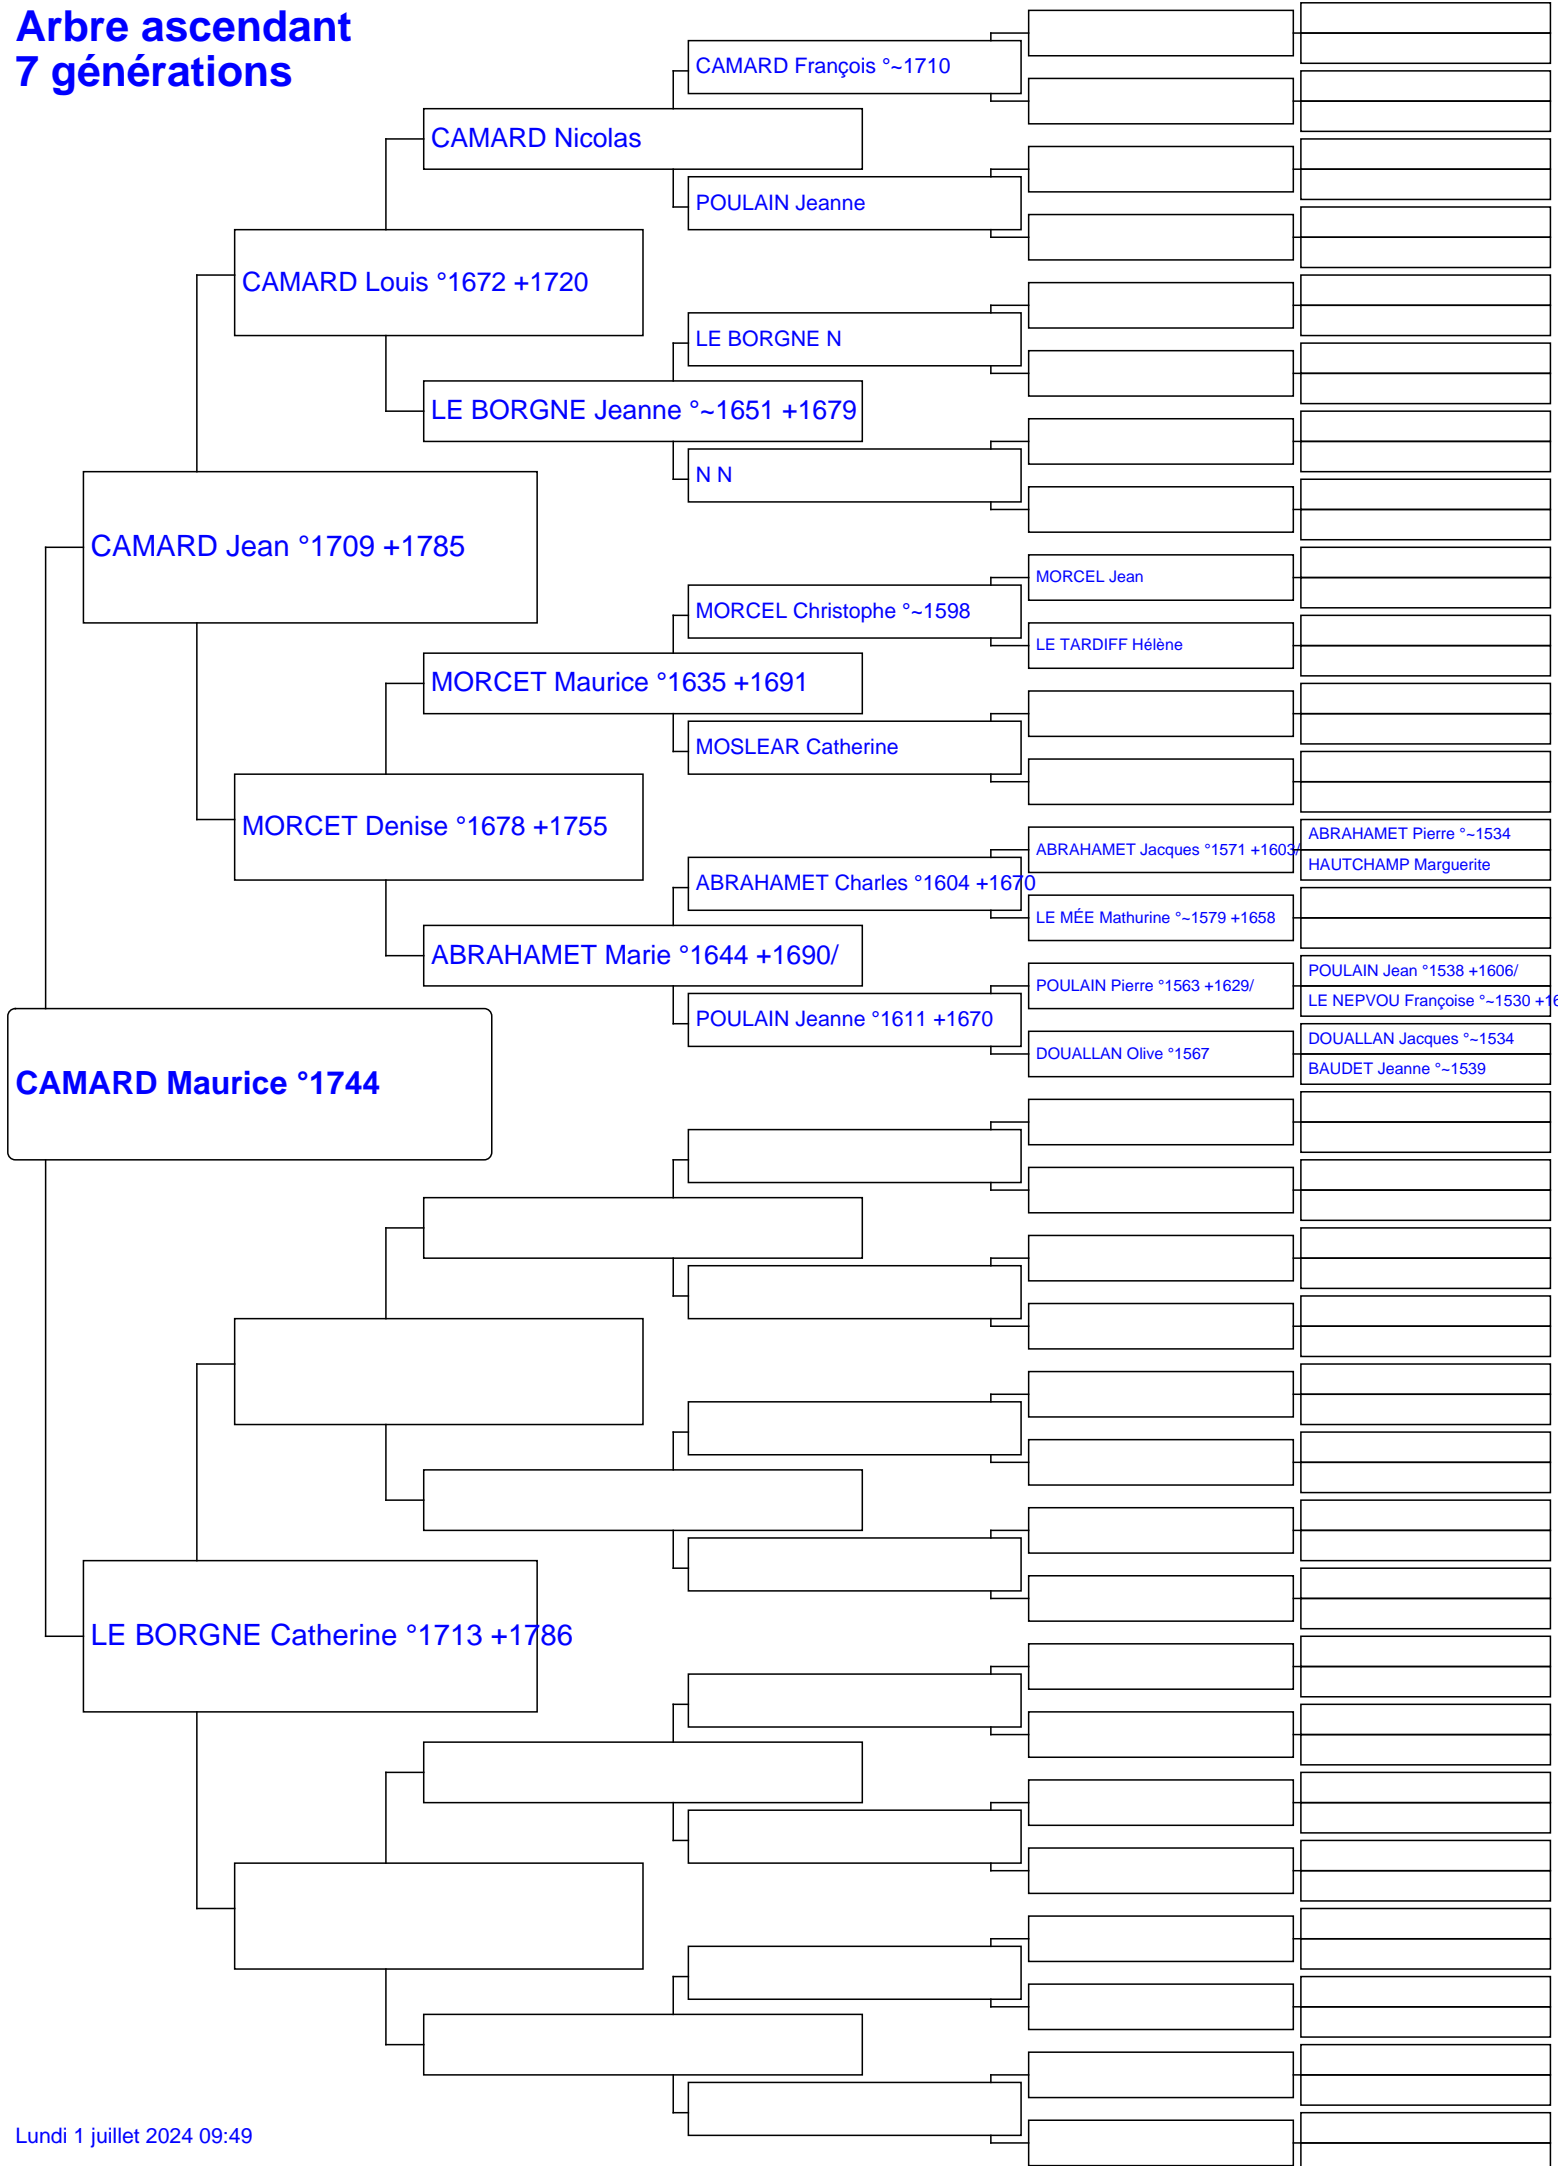 Arbre ascendant
7 générations
CAMARD François °~1710
CAMARD Nicolas
POULAIN Jeanne
CAMARD Louis °1672 +1720
LE BORGNE N
LE BORGNE Jeanne °~1651 +1679
N N
CAMARD Jean °1709 +1785
MORCEL Jean
MORCEL Christophe °~1598
LE TARDIFF Hélène
MORCET Maurice °1635 +1691
MOSLEAR Catherine
MORCET Denise °1678 +1755
ABRAHAMET Pierre °~1534
ABRAHAMET Jacques °1571 +1603/
HAUTCHAMP Marguerite
ABRAHAMET Charles °1604 +1670
LE MÉE Mathurine °~1579 +1658
ABRAHAMET Marie °1644 +1690/
POULAIN Jean °1538 +1606/
POULAIN Pierre °1563 +1629/
LE NEPVOU Françoise °~1530
POULAIN Jeanne °1611 +1670
DOUALLAN Jacques °~1534
DOUALLAN Olive °1567
BAUDET Jeanne °~1539
CAMARD Maurice °1744
LE BORGNE Catherine °1713 +1786
Lundi 1 juillet 2024 09:49